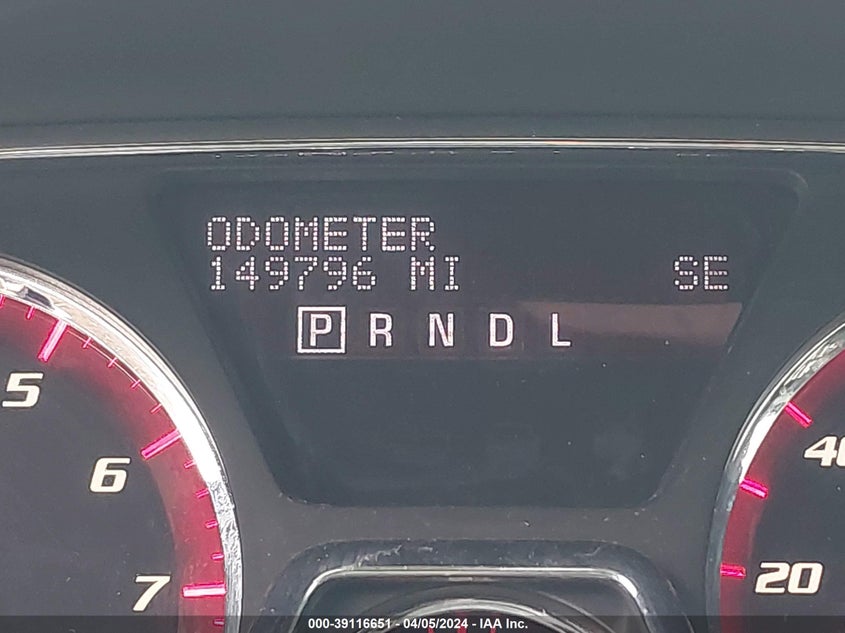 ODOMETER
149796 MI SE
P R N D L
5
6
7
40
20
000-39116651 - 04/05/2024 - IAA Inc.